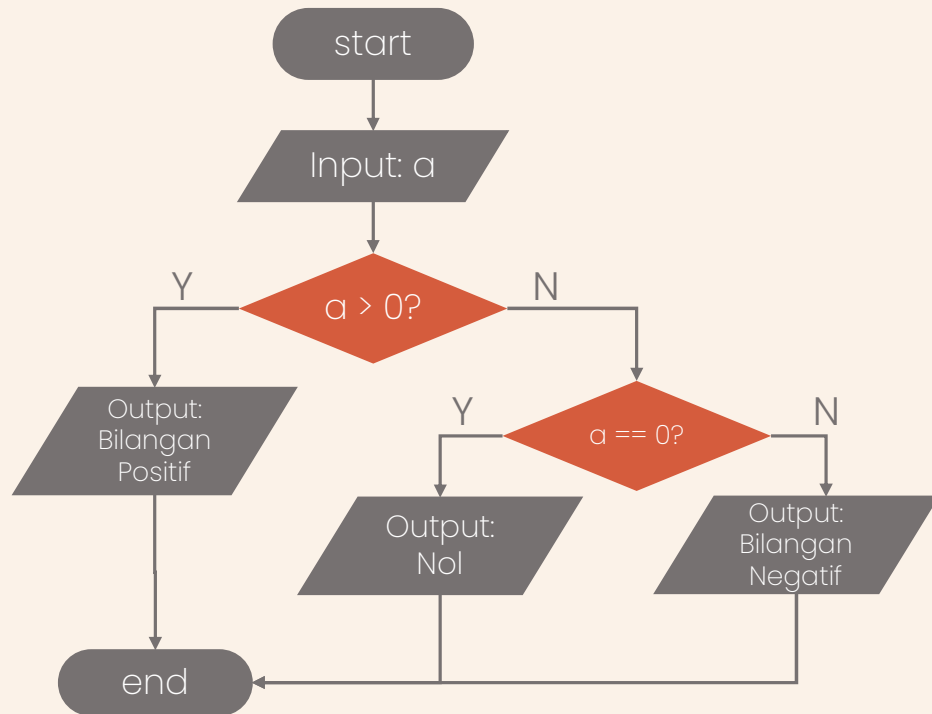 start
Input: a
Y
a > 0?
N
Output:
Bilangan
Positif
Y
a == 0?
N
Output:
Nol
Output:
Bilangan
Negatif
end